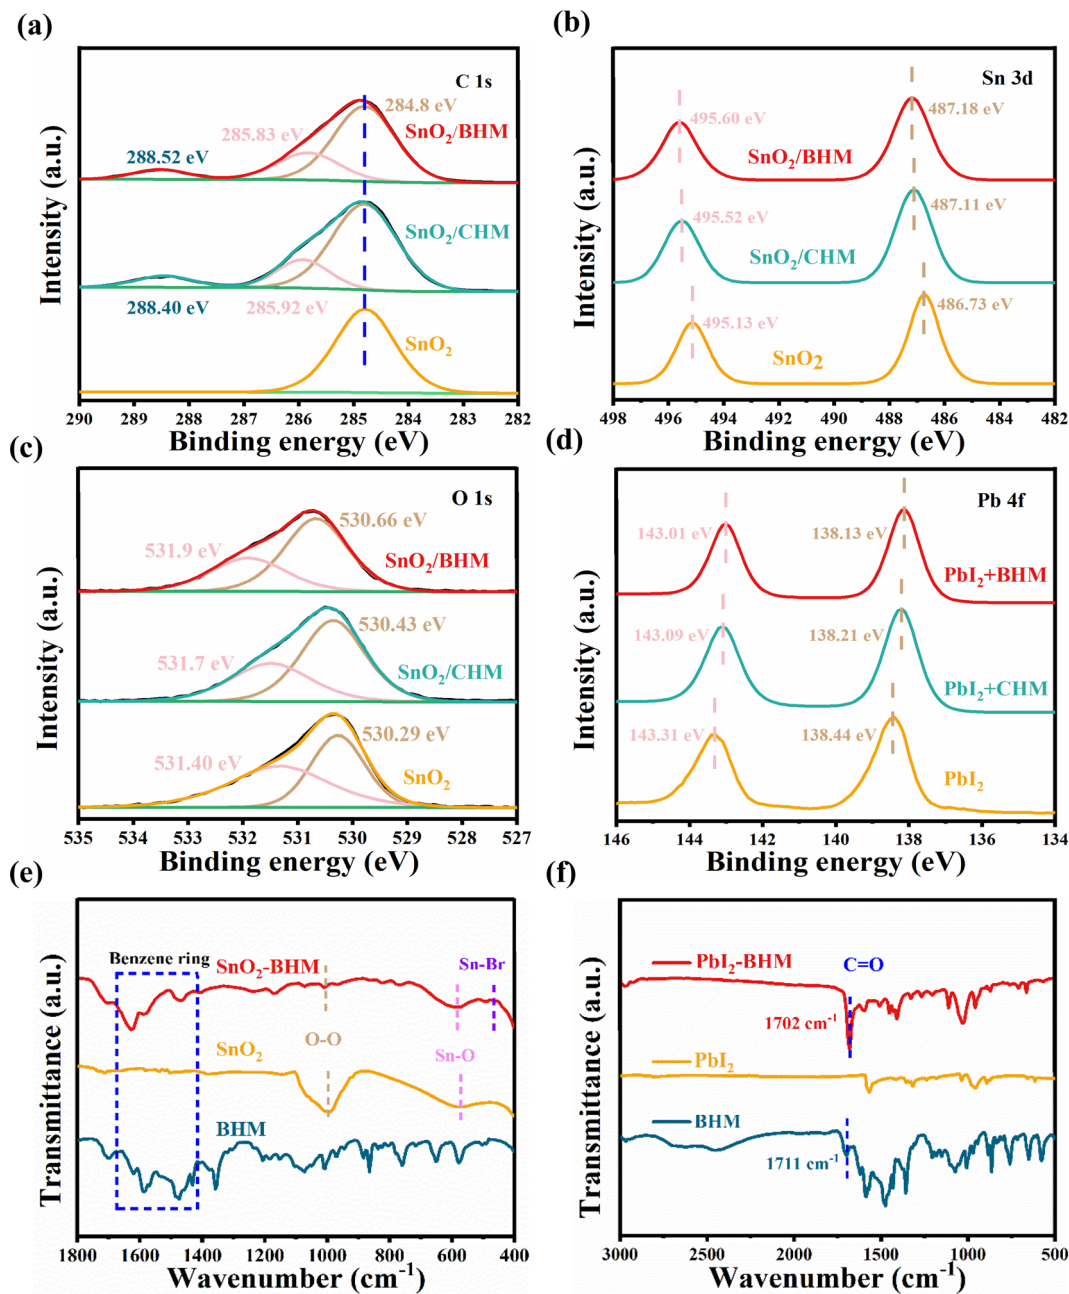 (a)
C 1s
284.8 eV
285.83 eV
SnO2/BHM
288.52 eV
SnO2/CHM
288.40 eV
285.92 eV
SnO2
290 289 288 287 286 285 284 283 282
Binding energy (eV)
Intensity (a.u.)
(b)
Sn 3d
495.60 eV
487.18 eV
SnO2/BHM
495.52 eV
487.11 eV
SnO2/CHM
495.13 eV
486.73 eV
SnO2
498 496 494 492 490 488 486 484 482
Binding energy (eV)
Intensity (a.u.)
(c)
O 1s
530.66 eV
531.9 eV
SnO2/BHM
530.43 eV
531.7 eV
SnO2/CHM
530.29 eV
531.40 eV
SnO2
535 534 533 532 531 530 529 528 527
Binding energy (eV)
Intensity (a.u.)
(d)
Pb 4f
143.01 eV
138.13 eV
PbI2+BHM
143.09 eV
138.21 eV
PbI2+CHM
143.31 eV
138.44 eV
PbI2
146 144 142 140 138 136 134
Binding energy (eV)
Intensity (a.u.)
(e)
Benzene ring
SnO2-BHM
Sn-Br
O-O
SnO2
Sn-O
BHM
1800 1600 1400 1200 1000 800 600 400
Wavenumber (cm-1)
Transmittance (a.u.)
(f)
PbI2-BHM
C=O
1702 cm-1
PbI2
BHM
1711 cm-1
3000 2500 2000 1500 1000 500
Wavenumber (cm-1)
Transmittance (a.u.)